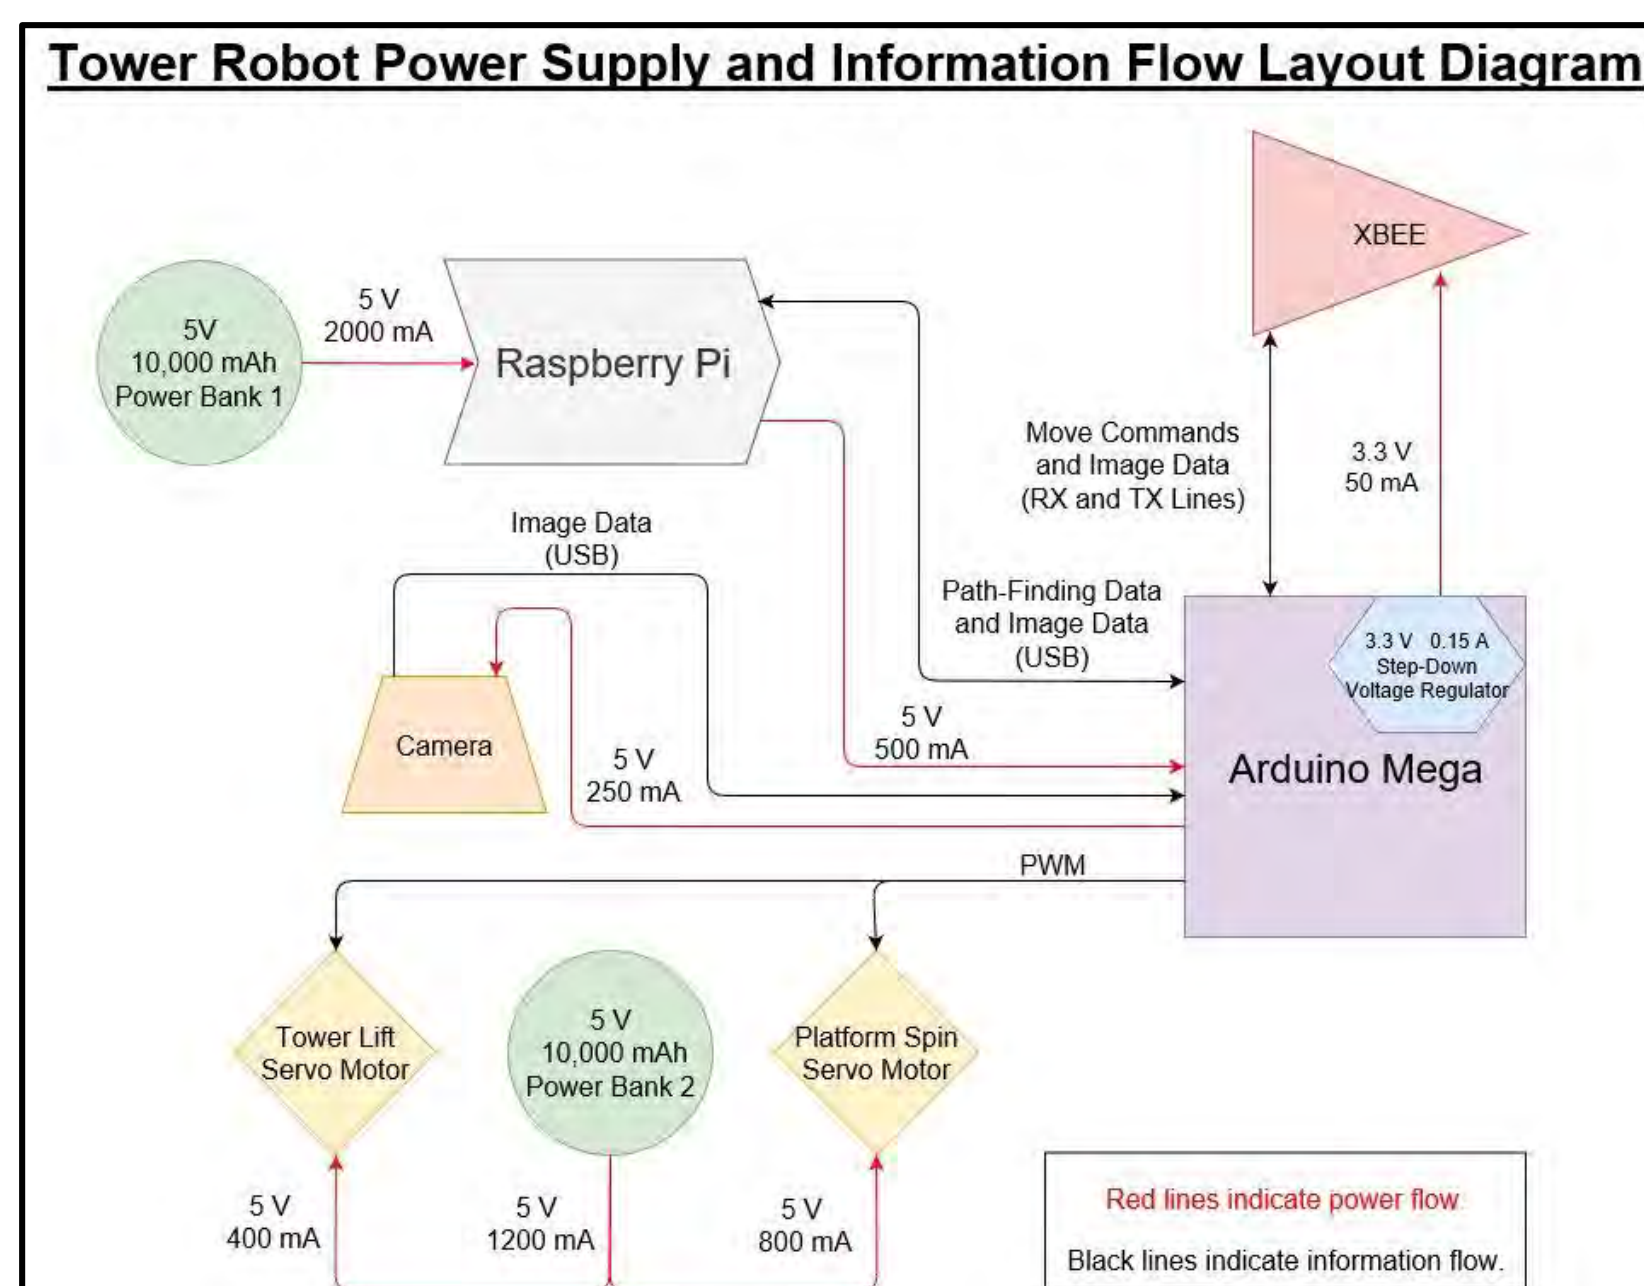 Tower Robot Power Supply and Information Flow Layout Diagram
XBEE
5V
10,000 mAh
Power Bank 1
5 V
2000 mA
Raspberry Pi
Move Commands
and Image Data
(RX and TX Lines)
3.3 V
50 mA
Image Data
(USB)
Path-Finding Data
and Image Data
(USB)
3.3 V 0.15 A
Step-Down
Voltage Regulator
Arduino Mega
5 V
500 mA
Camera
5 V
250 mA
PWM
Tower Lift
Servo Motor
5 V
10,000 mAh
Power Bank 2
Platform Spin
Servo Motor
5 V
400 mA
5 V
1200 mA
5 V
800 mA
Red lines indicate power flow
Black lines indicate information flow.